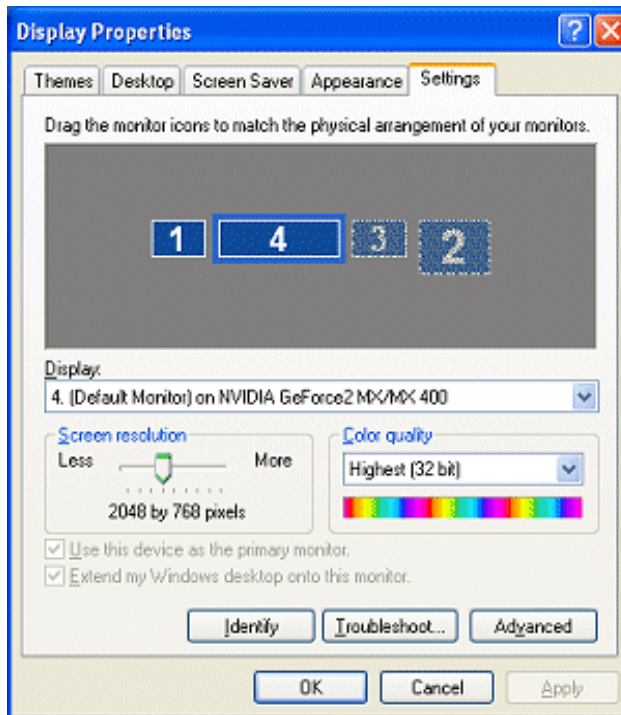 Display Properties
Themes Desktop Screen Saver Appearance Settings
Drag the monitor icons to match the physical arrangement of your monitors.
1 4 3 2
Display:
4. (Default Monitor) on NVIDIA GeForce2 MX/MX 400
Screen resolution Color quality
Less More Highest (32 bit)
2048 by 768 pixels
Use this device as the primary monitor.
Extend my Windows desktop onto this monitor.
Identify Troubleshoot... Advanced
OK Cancel Apply